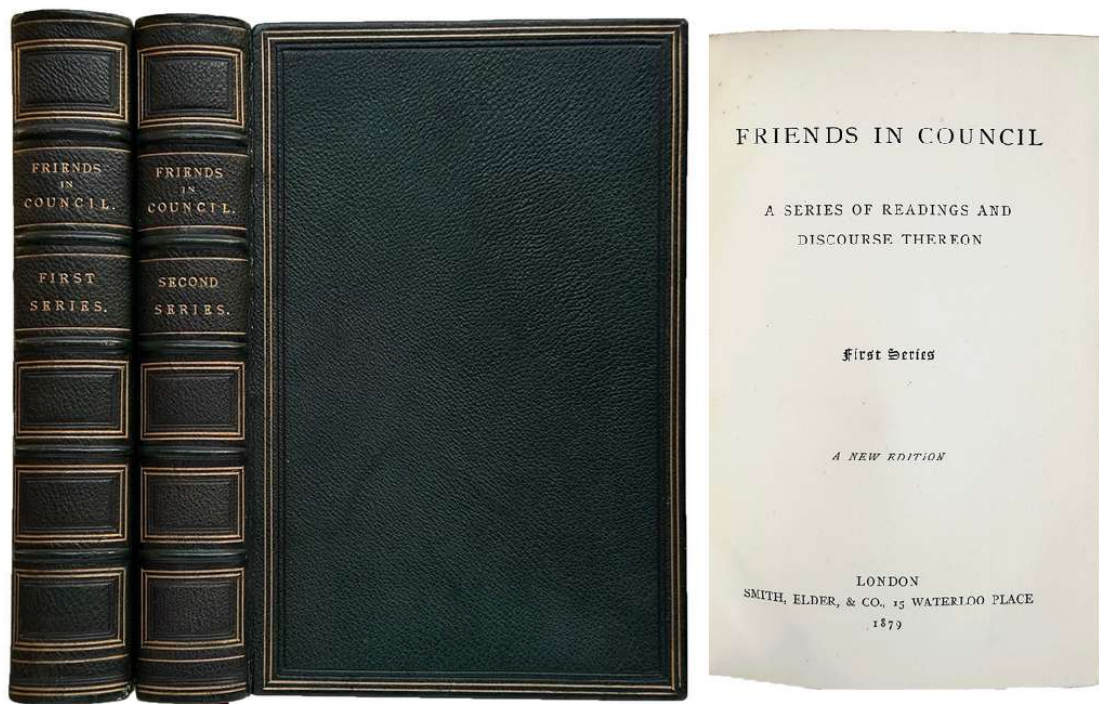 FRIENDS
IN
COUNCIL.
FIRST
SERIES.
FRIENDS
IN
COUNCIL.
SECOND
SERIES.
FRIENDS IN COUNCIL
A SERIES OF READINGS AND
DISCOURSE THEREON
First Series
A NEW EDITION
LONDON
SMITH, ELDER, & CO., 15 WATERLOO PLACE
1879